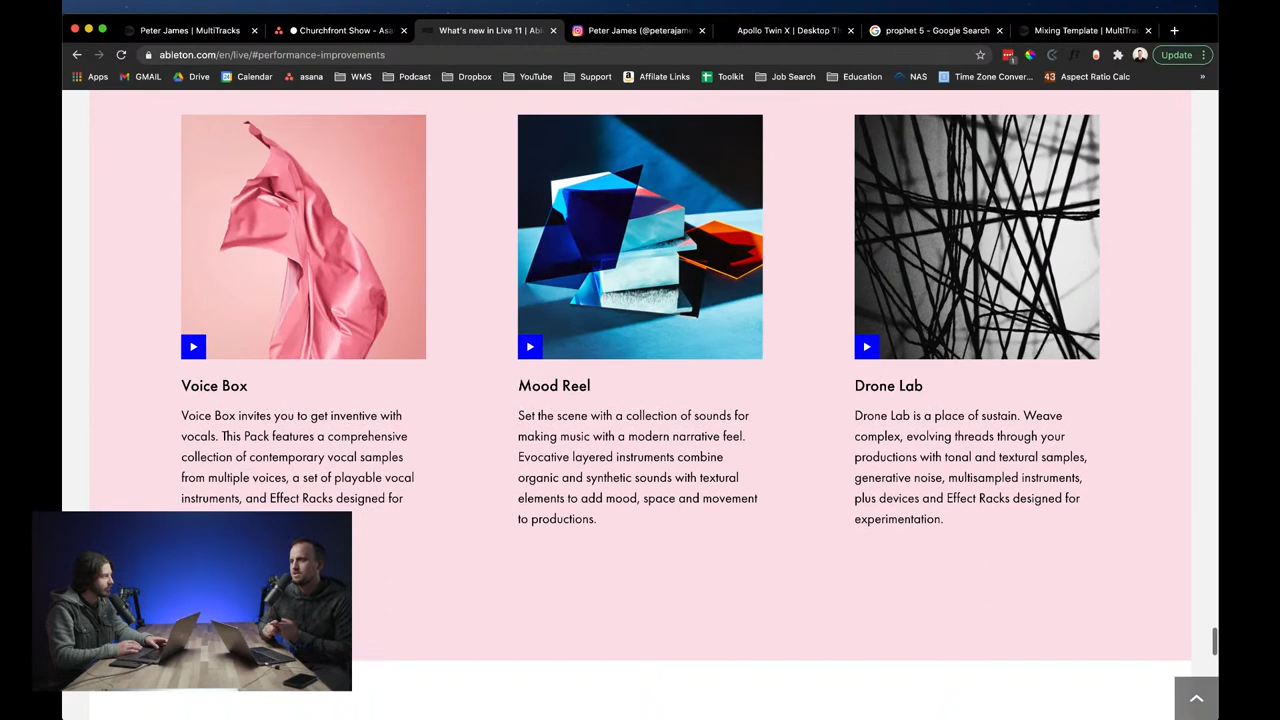 Peter James | MultiTracks
Churchfront Show - Asa
What's new in Live 11 | Abl
Peter James (@peterajame
Apollo Twin X | Desktop Th
prophet 5 - Google Search
Mixing Template | MultiTrac
ableton.com/en/live/#performance-improvements
Update
Apps
GMAIL
Drive
Calendar
asana
WMS
Podcast
Dropbox
YouTube
Support
Affilate Links
Toolkit
Job Search
Education
NAS
Time Zone Conver...
43 Aspect Ratio Calc
»
Voice Box
Voice Box invites you to get inventive with
vocals. This Pack features a comprehensive
collection of contemporary vocal samples
from multiple voices, a set of playable vocal
instruments, and Effect Racks designed for
Mood Reel
Set the scene with a collection of sounds for
making music with a modern narrative feel.
Evocative layered instruments combine
organic and synthetic sounds with textural
elements to add mood, space and movement
to productions.
Drone Lab
Drone Lab is a place of sustain. Weave
complex, evolving threads through your
productions with tonal and textural samples,
generative noise, multisampled instruments,
plus devices and Effect Racks designed for
experimentation.